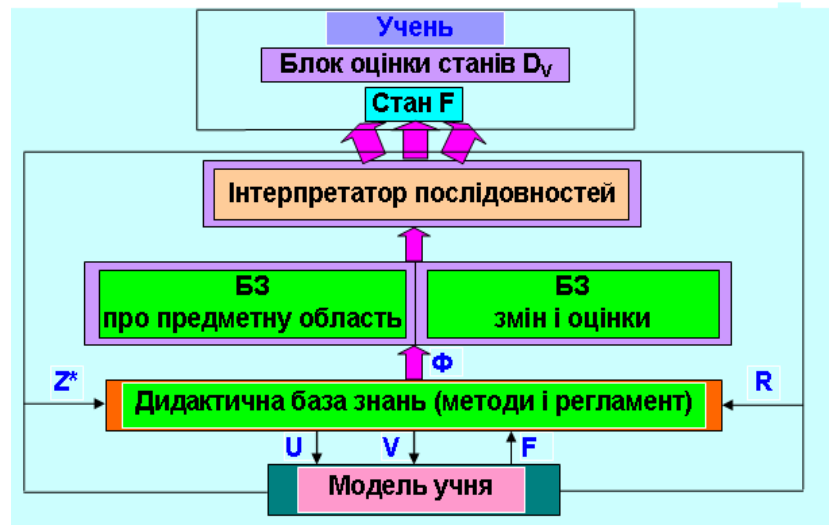 Учень
Блок оцінки станів DV
Стан F
Інтерпретатор послідовностей
БЗ
про предметну область
БЗ
змін і оцінки
Ф
Z*
R
Дидактична база знань (методи і регламент)
U V F
Модель учня